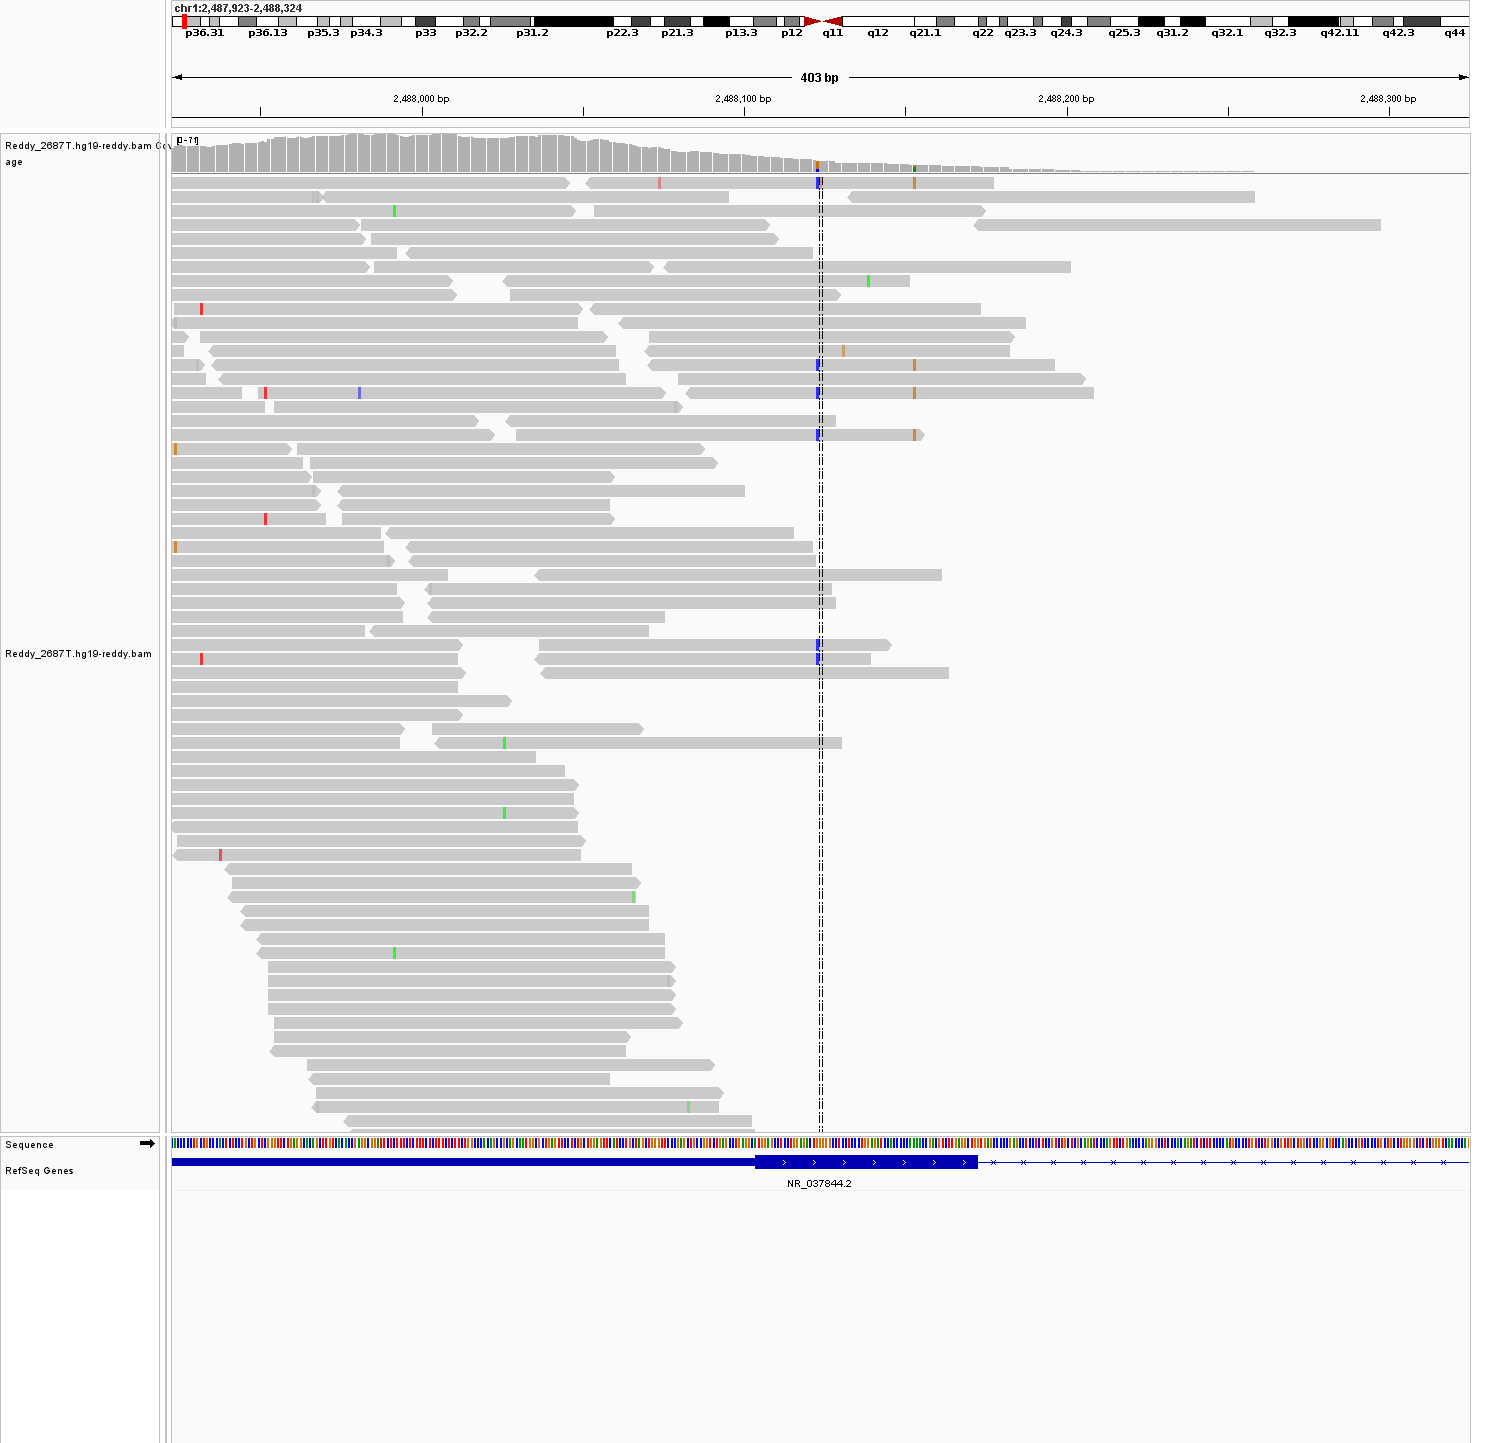 chr1:2,487,923-2,488,324
p36.31 p36.13 p35.3 p34.3 p33 p32.2 p31.2 p22.3 p21.3 p13.3 p12 q11 q12 q21.1 q22 q23.3 q24.3 q25.3 q31.2 q32.1 q32.3 q42.11 q42.3 q44
403 bp
2,488,000 bp 2,488,100 bp 2,488,200 bp 2,488,300 bp
[0-71]
Reddy_2687T.hg19-reddy.bam Cov
age
Reddy_2687T.hg19-reddy.bam
Sequence
RefSeq Genes
NR_037844.2